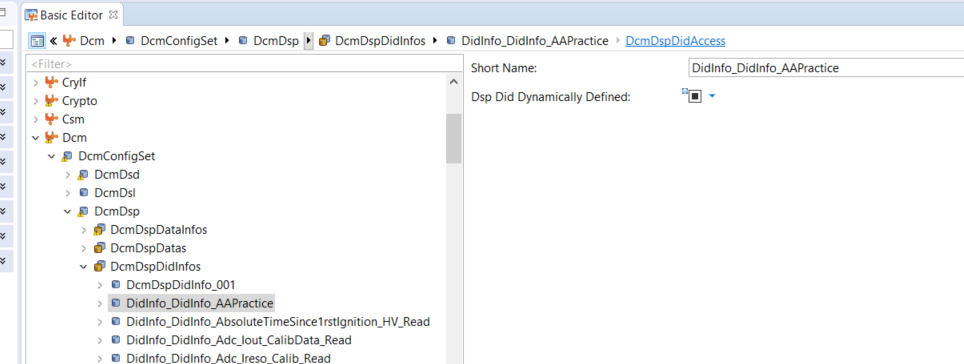 Basic Editor
Dcm DcmConfigSet DcmDsp DcmDspDidInfos DidInfo_DidInfo_AAPractice DcmDspDidAccess
<Filter>
CryIf
Crypto
Csm
Dcm
DcmConfigSet
DcmDsd
DcmDsl
DcmDsp
DcmDspDataInfos
DcmDspDatas
DcmDspDidInfos
DcmDspDidInfo_001
DidInfo_DidInfo_AAPractice
DidInfo_DidInfo_AbsoluteTimeSince1rstIgnition_HV_Read
DidInfo_DidInfo_Adc_Iout_CalibData_Read
DidInfo_DidInfo_Adc_Ireso_Calib_Read
Short Name: DidInfo_DidInfo_AAPractice
Dsp Did Dynamically Defined: